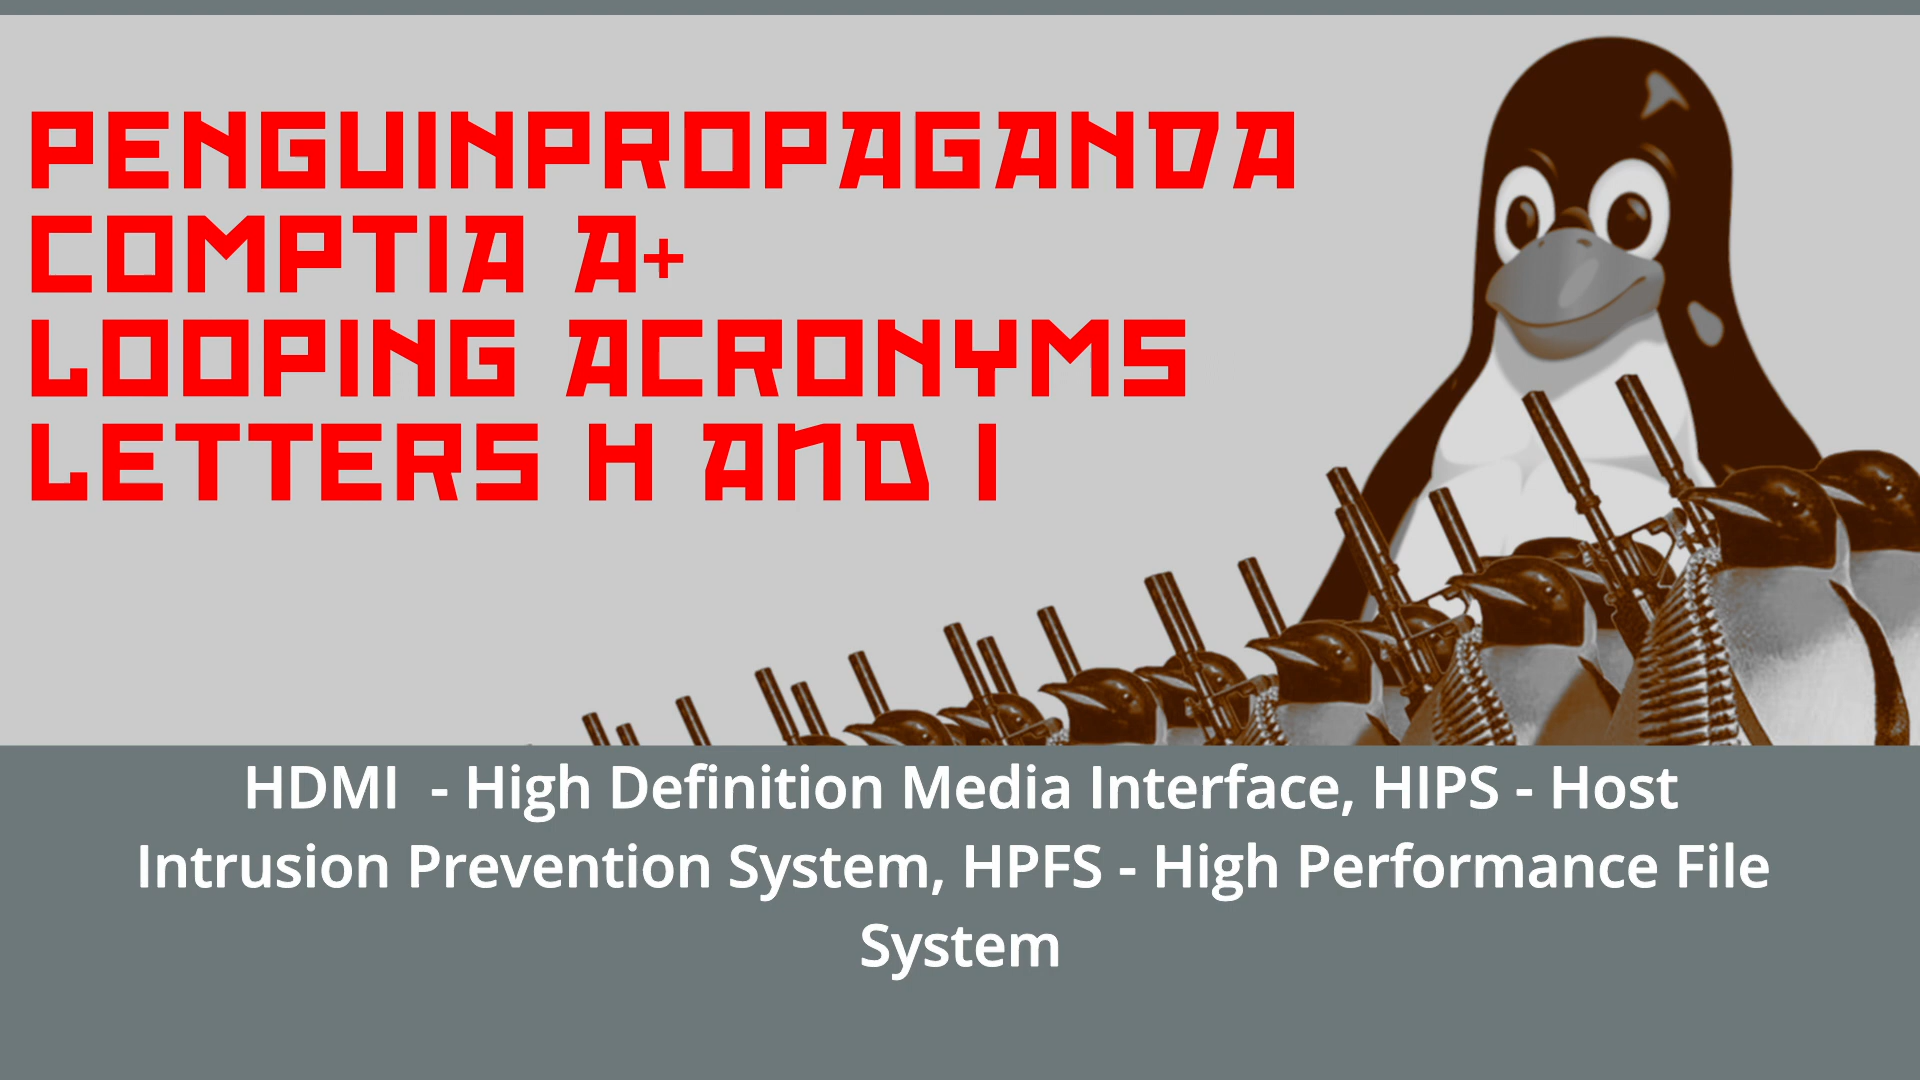 PENGUINPROPAGANDA
COMPTIA A+
LOOPING ACRONYMS
LETTERS H AND I
HDMI  - High Definition Media Interface, HIPS - Host
Intrusion Prevention System, HPFS - High Performance File
System